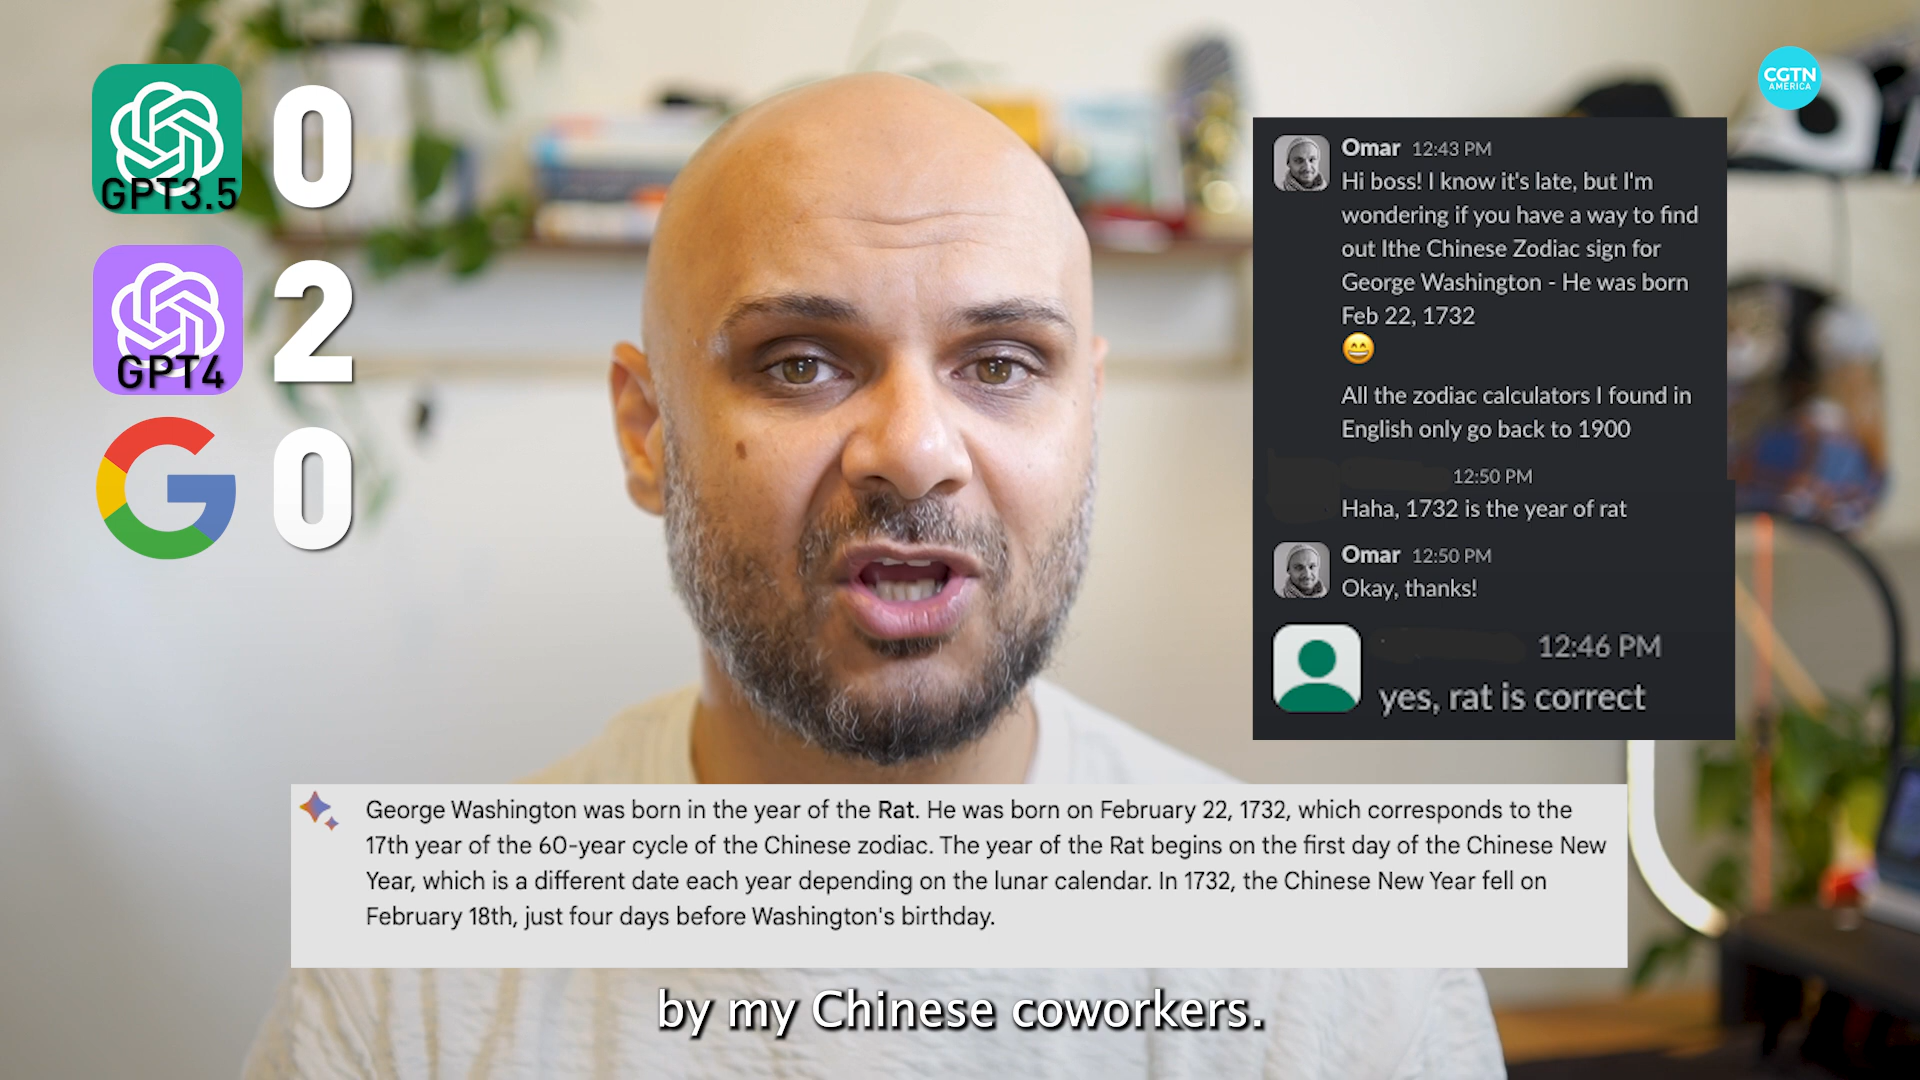 GPT3.5
0
GPT4
2
0
CGTN
AMERICA
Omar 12:43 PM
Hi boss! I know it's late, but I'm
wondering if you have a way to find
out Ithe Chinese Zodiac sign for
George Washington - He was born
Feb 22, 1732
All the zodiac calculators I found in
English only go back to 1900
12:50 PM
Haha, 1732 is the year of rat
Omar 12:50 PM
Okay, thanks!
12:46 PM
yes, rat is correct
George Washington was born in the year of the Rat. He was born on February 22, 1732, which corresponds to the
17th year of the 60-year cycle of the Chinese zodiac. The year of the Rat begins on the first day of the Chinese New
Year, which is a different date each year depending on the lunar calendar. In 1732, the Chinese New Year fell on
February 18th, just four days before Washington's birthday.
by my Chinese coworkers.